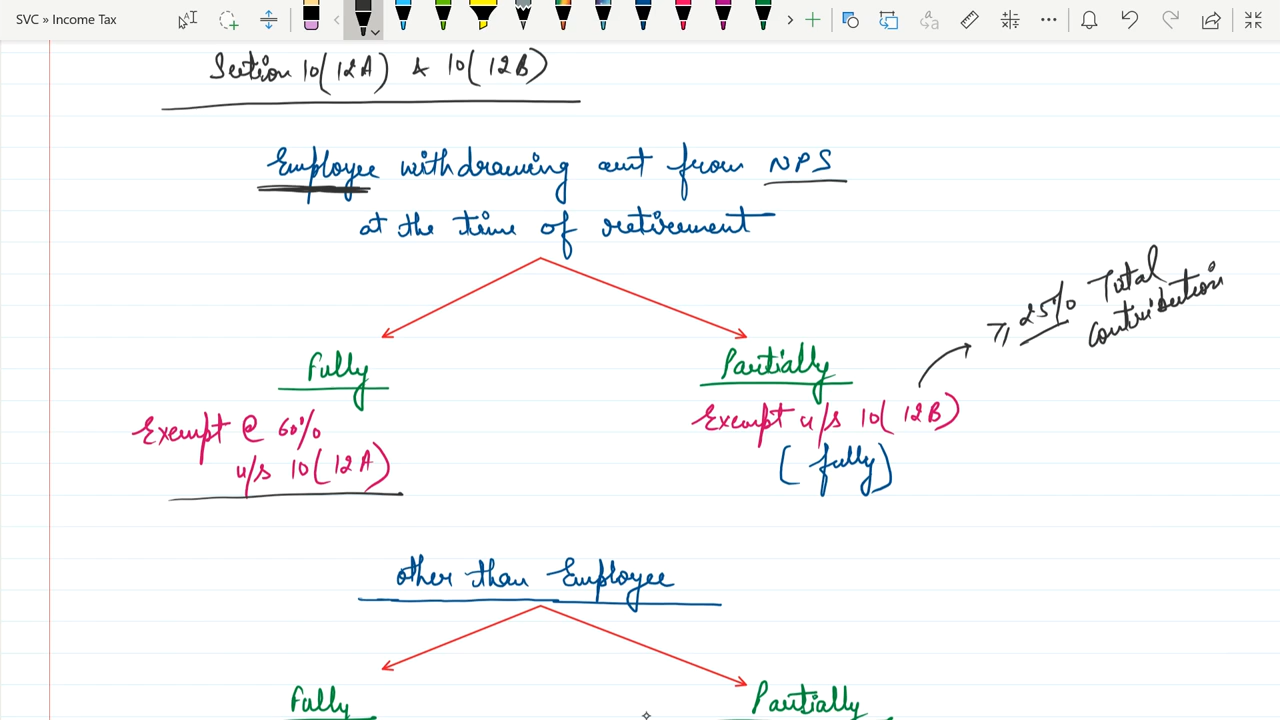 SVC » Income Tax
Section 10(12A) & 10(12B)
Employee withdrawing amt from NPS
at the time of retirement
⩾ 25% Total
contribution
Fully
Partially
Exempt @ 60%
u/s 10(12A)
Exempt u/s 10(12B)
(fully)
other than Employee
Fully
Partially